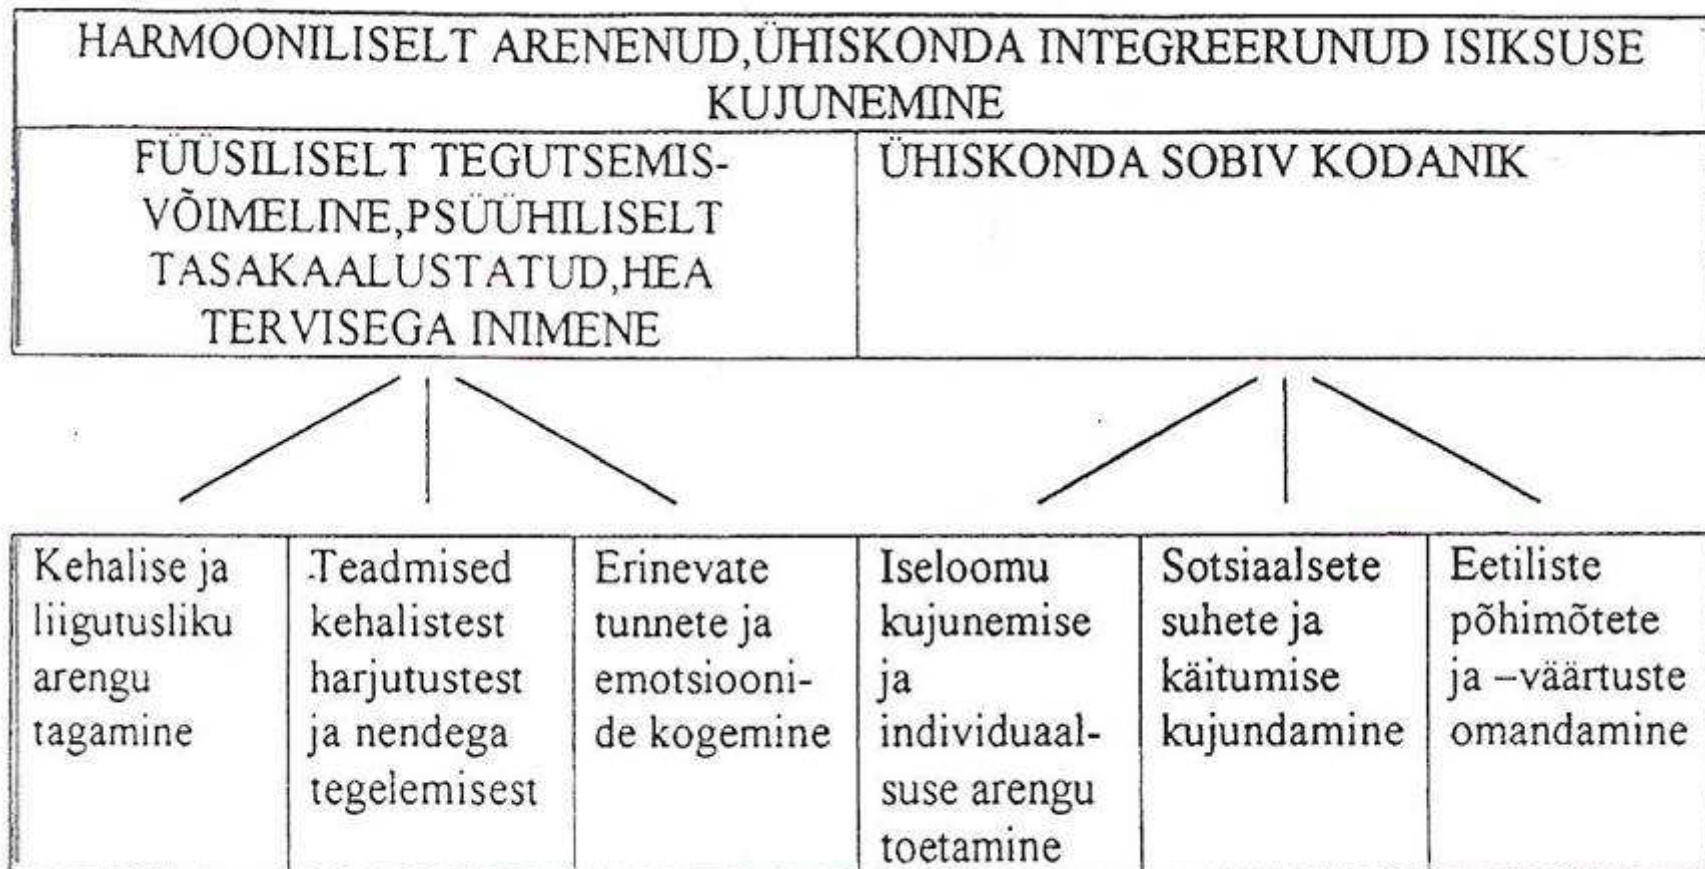 HARMOONILISELT ARENENUD,ÜHISKONDA INTEGREERUNUD ISIKSUSE
KUJUNEMINE
FÜÜSILISELT TEGUTSEMIS-
VÕIMELINE,PSÜÜHILISELT
TASAKAALUSTATUD,HEA
TERVISEGA INIMENE
ÜHISKONDA SOBIV KODANIK
Kehalise ja
liigutusliku
arengu
tagamine
Teadmised
kehalistest
harjutustest
ja nendega
tegelemisest
Erinevate
tunnete ja
emotsiooni-
de kogemine
Iseloomu
kujunemise
ja
individuaal-
suse arengu
toetamine
Sotsiaalsete
suhete ja
käitumise
kujundamine
Eetiliste
põhimõtete
ja –väärtuste
omandamine